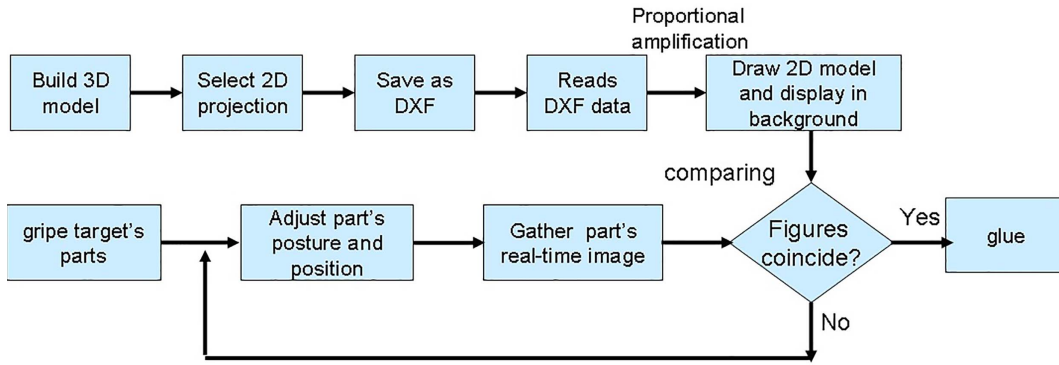 Proportional
amplification
Build 3D
model
Select 2D
projection
Save as
DXF
Reads
DXF data
Draw 2D model
and display in
background
comparing
gripe target's
parts
Adjust part's
posture and
position
Gather part's
real-time image
Figures
coincide?
Yes
glue
No